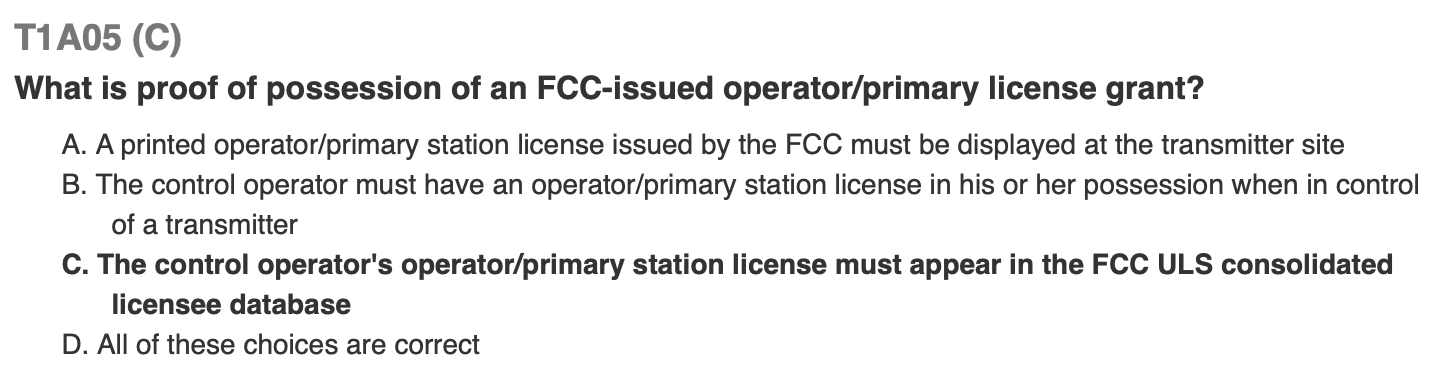 T1A05 (C)
What is proof of possession of an FCC-issued operator/primary license grant?
A. A printed operator/primary station license issued by the FCC must be displayed at the transmitter site
B. The control operator must have an operator/primary station license in his or her possession when in control
of a transmitter
C. The control operator's operator/primary station license must appear in the FCC ULS consolidated
licensee database
D. All of these choices are correct